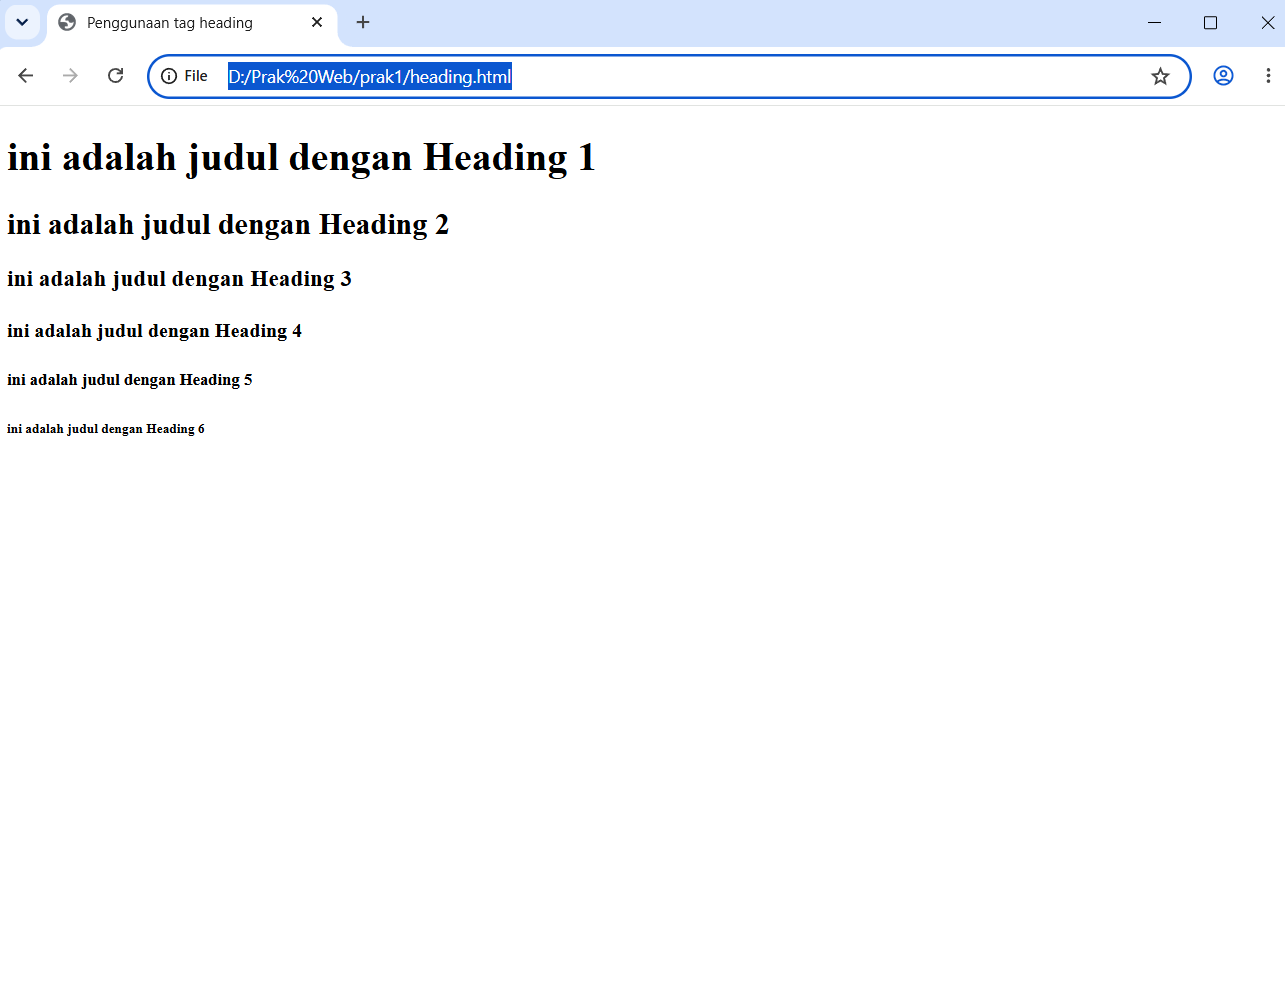 Penggunaan tag heading
File D:/Prak%20Web/prak1/heading.html
ini adalah judul dengan Heading 1
ini adalah judul dengan Heading 2
ini adalah judul dengan Heading 3
ini adalah judul dengan Heading 4
ini adalah judul dengan Heading 5
ini adalah judul dengan Heading 6